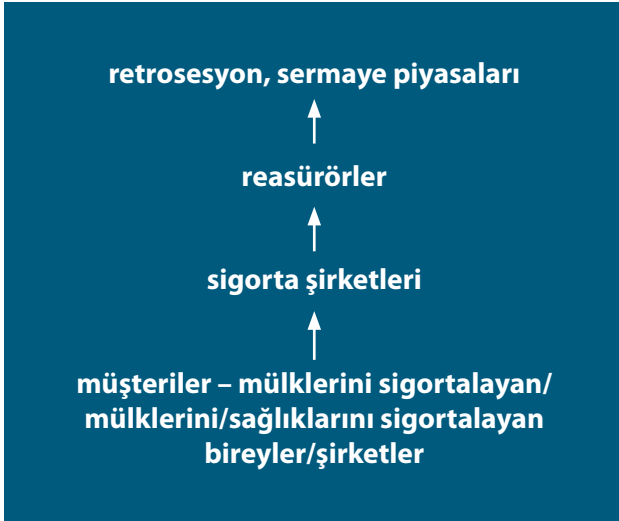 retrosesyon, sermaye piyasaları
reasürörler
sigorta şirketleri
müşteriler – mülklerini sigortalayan/
mülklerini/sağlıklarını sigortalayan
bireyler/şirketler